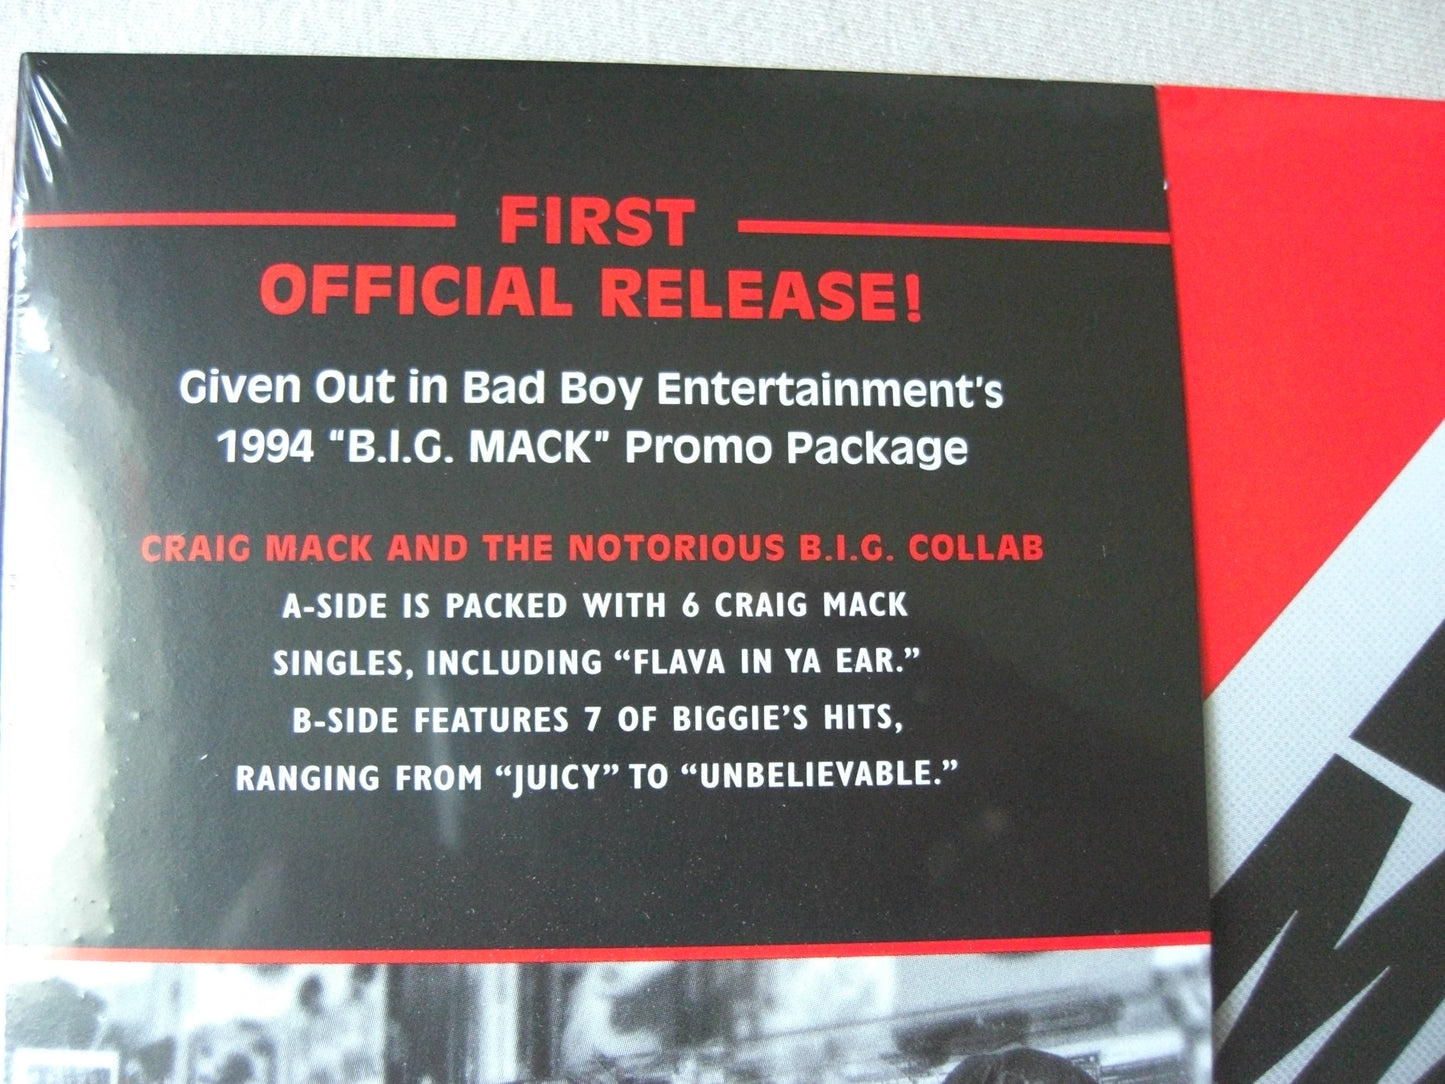 FIRST
OFFICIAL RELEASE!
Given Out in Bad Boy Entertainment's
1994 "B.I.G. MACK" Promo Package
CRAIG MACK AND THE NOTORIOUS B.I.G. COLLAB
A-SIDE IS PACKED WITH 6 CRAIG MACK
SINGLES, INCLUDING “FLAVA IN YA EAR.”
B-SIDE FEATURES 7 OF BIGGIE’S HITS,
RANGING FROM “JUICY” TO “UNBELIEVABLE.”